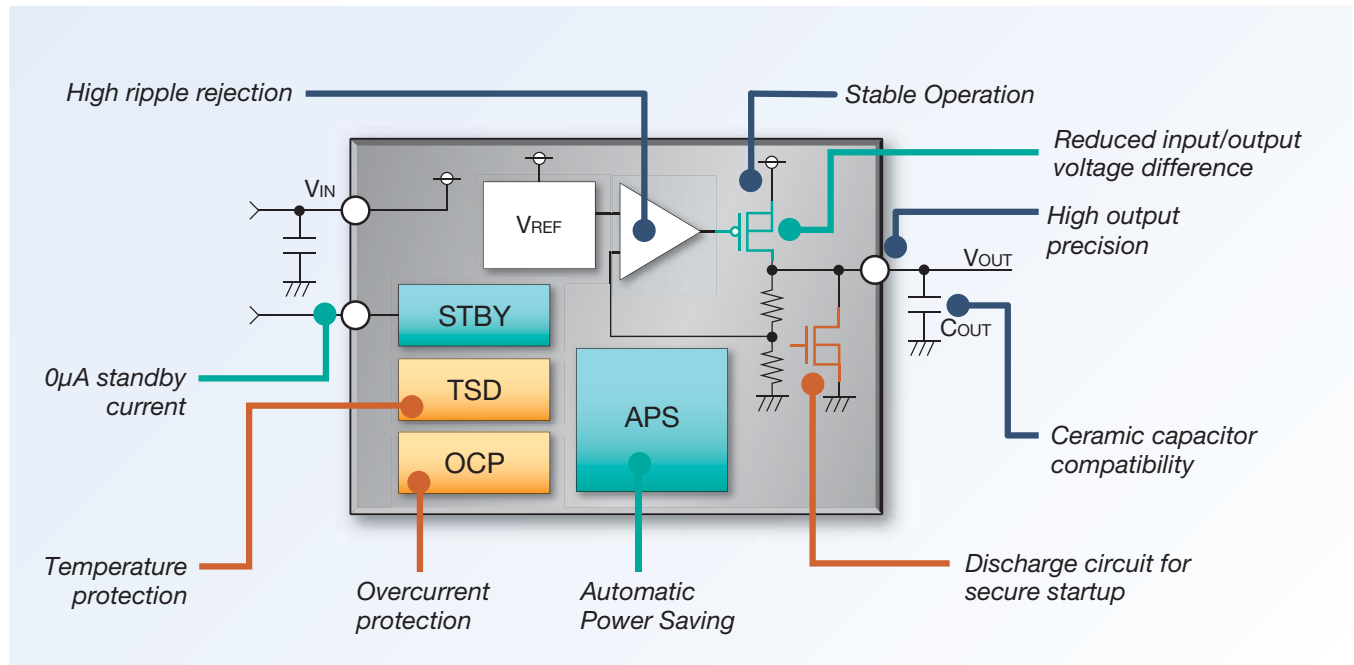 High ripple rejection
Stable Operation
Reduced input/output
voltage difference
VIN
VREF
High output
precision
VOUT
STBY
COUT
0µA standby
current
TSD
APS
OCP
Ceramic capacitor
compatibility
Temperature
protection
Overcurrent
protection
Automatic
Power Saving
Discharge circuit for
secure startup